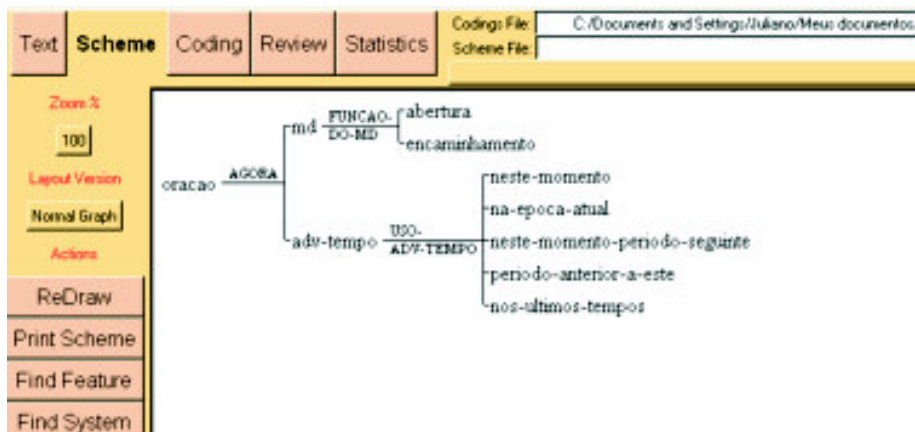 Text Scheme Coding Review Statistics
Codings File: C:/Documents and Settings/Juliano/Meus documentos
Scheme File:
Zoom %
100
Layout Version
Normal Graph
Actions
ReDraw
Print Scheme
Find Feature
Find System
oracao AGORA
md FUNCAO-
DO-MD
abertura
encaminhamento
adv-tempo USO-
ADV-TEMPO
neste-momento
na-epoca-atual
neste-momento-periodo-seguinte
periodo-anterior-a-este
nos-ultimos-tempos